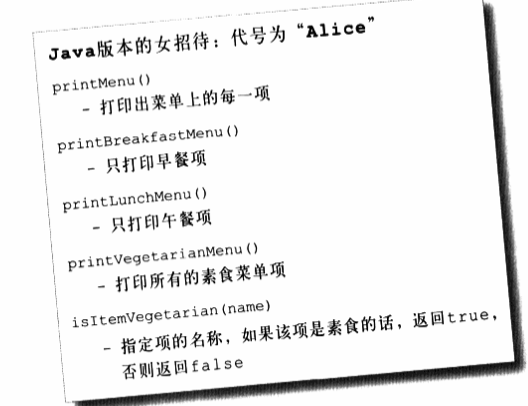 Java版本的女招待：代号为“Alice”
printMenu()
- 打印出菜单上的每一项
printBreakfastMenu()
- 只打印早餐项
printLunchMenu()
- 只打印午餐项
printVegetarianMenu()
- 打印所有的素食菜单项
isItemVegetarian(name)
- 指定项的名称，如果该项是素食的话，返回true，
否则返回false